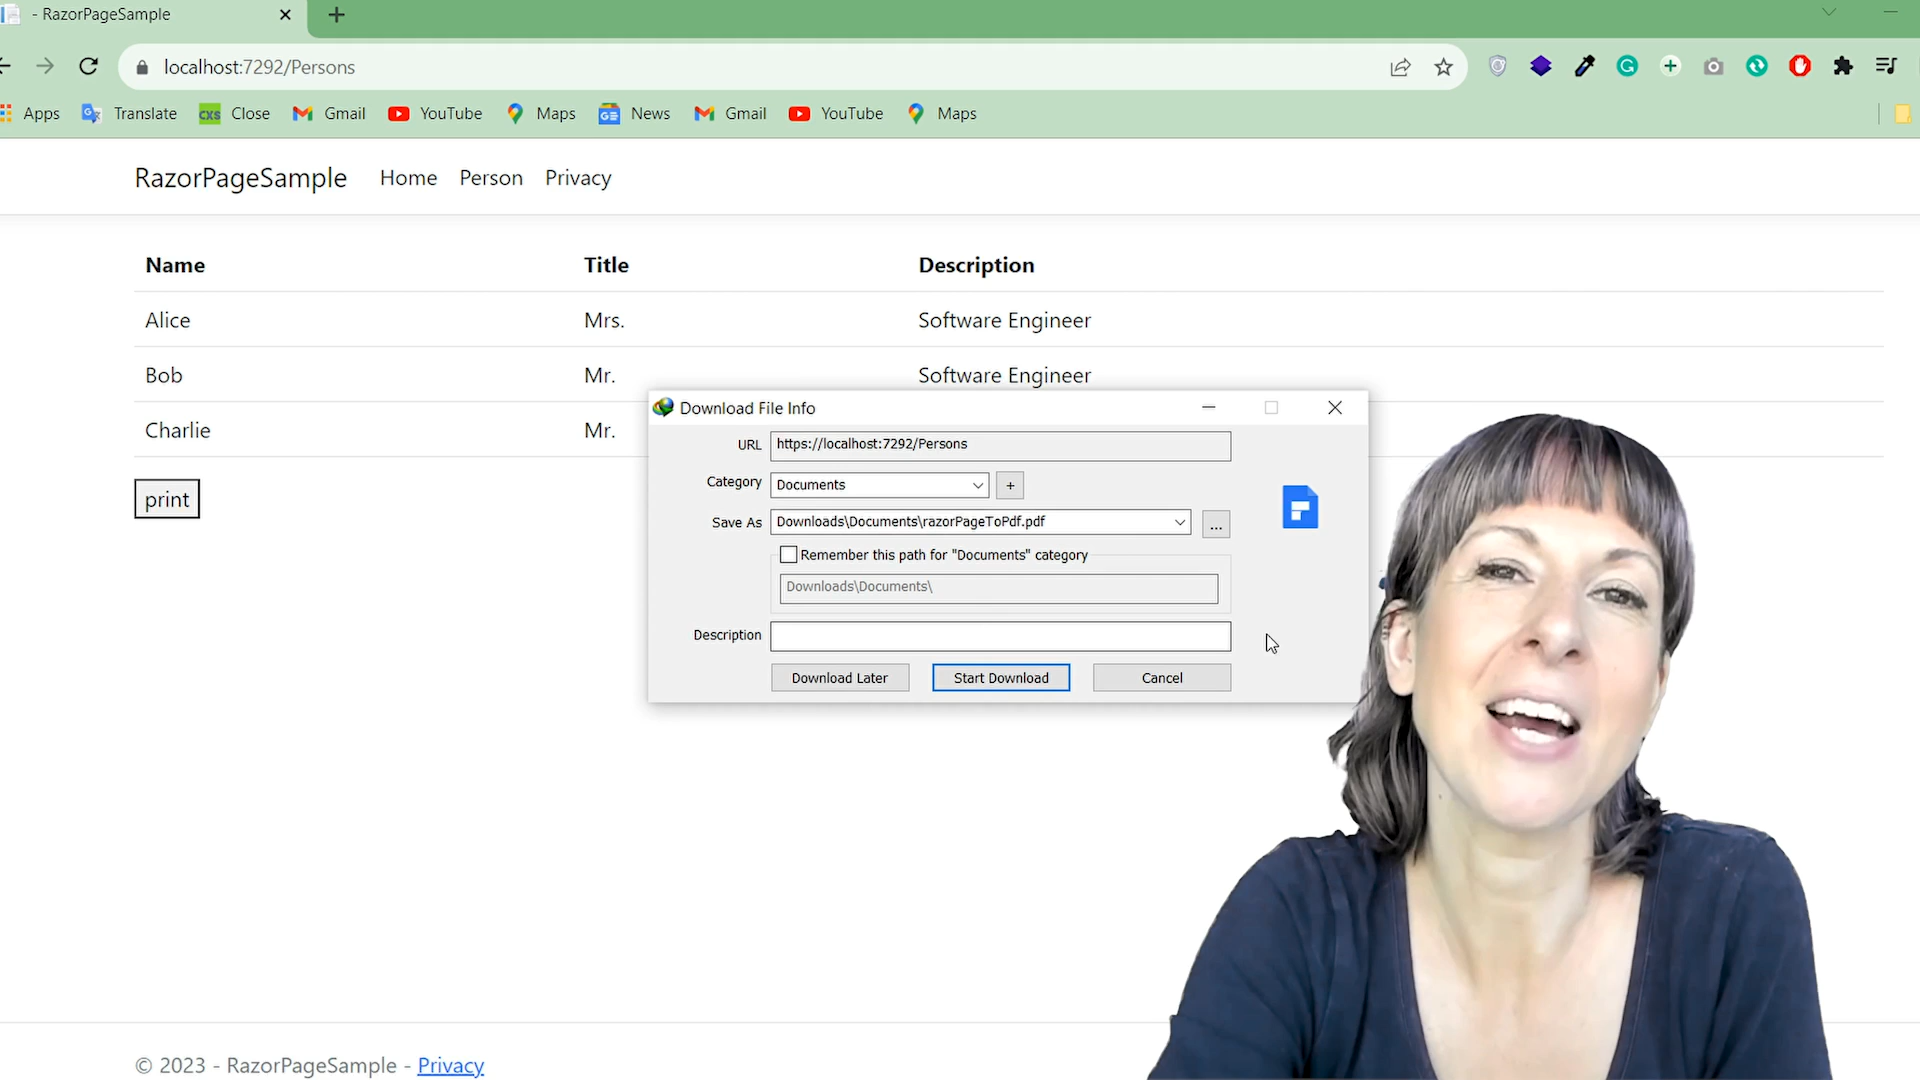 - RazorPageSample
localhost:7292/Persons
Apps Translate cxs Close Gmail YouTube Maps GE News Gmail YouTube Maps
RazorPageSample Home Person Privacy
Name Title Description
Alice Mrs. Software Engineer
Bob Mr. Software Engineer
Charlie Mr.
print
Download File Info
URL https://localhost:7292/Persons
Category Documents +
Save As Downloads\Documents\razorPageToPdf.pdf ...
Remember this path for "Documents" category
Downloads\Documents\
Description
Download Later Start Download Cancel
© 2023 - RazorPageSample - Privacy